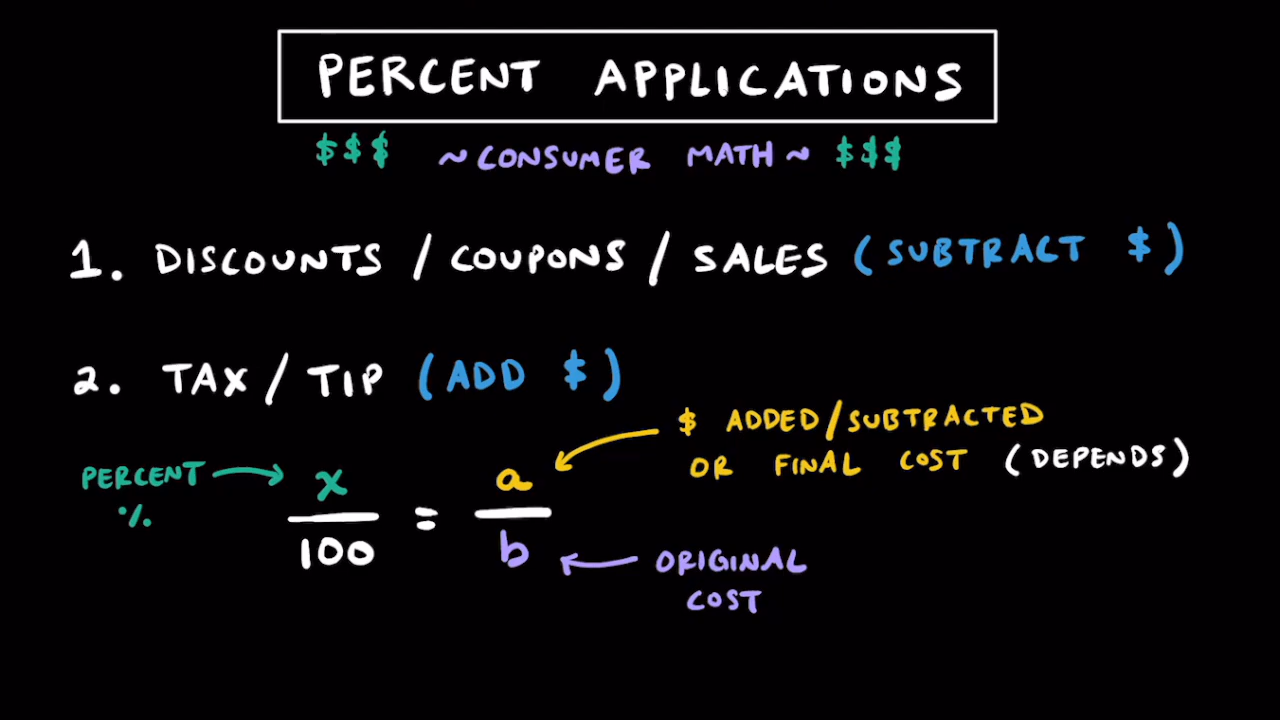 PERCENT APPLICATIONS
$$$ ~CONSUMER MATH~ $$$
1. DISCOUNTS / COUPONS / SALES (SUBTRACT $)
2. TAX / TIP (ADD $)
$ ADDED/SUBTRACTED
OR FINAL COST (DEPENDS)
PERCENT
%
x/100 = a/b
ORIGINAL
COST